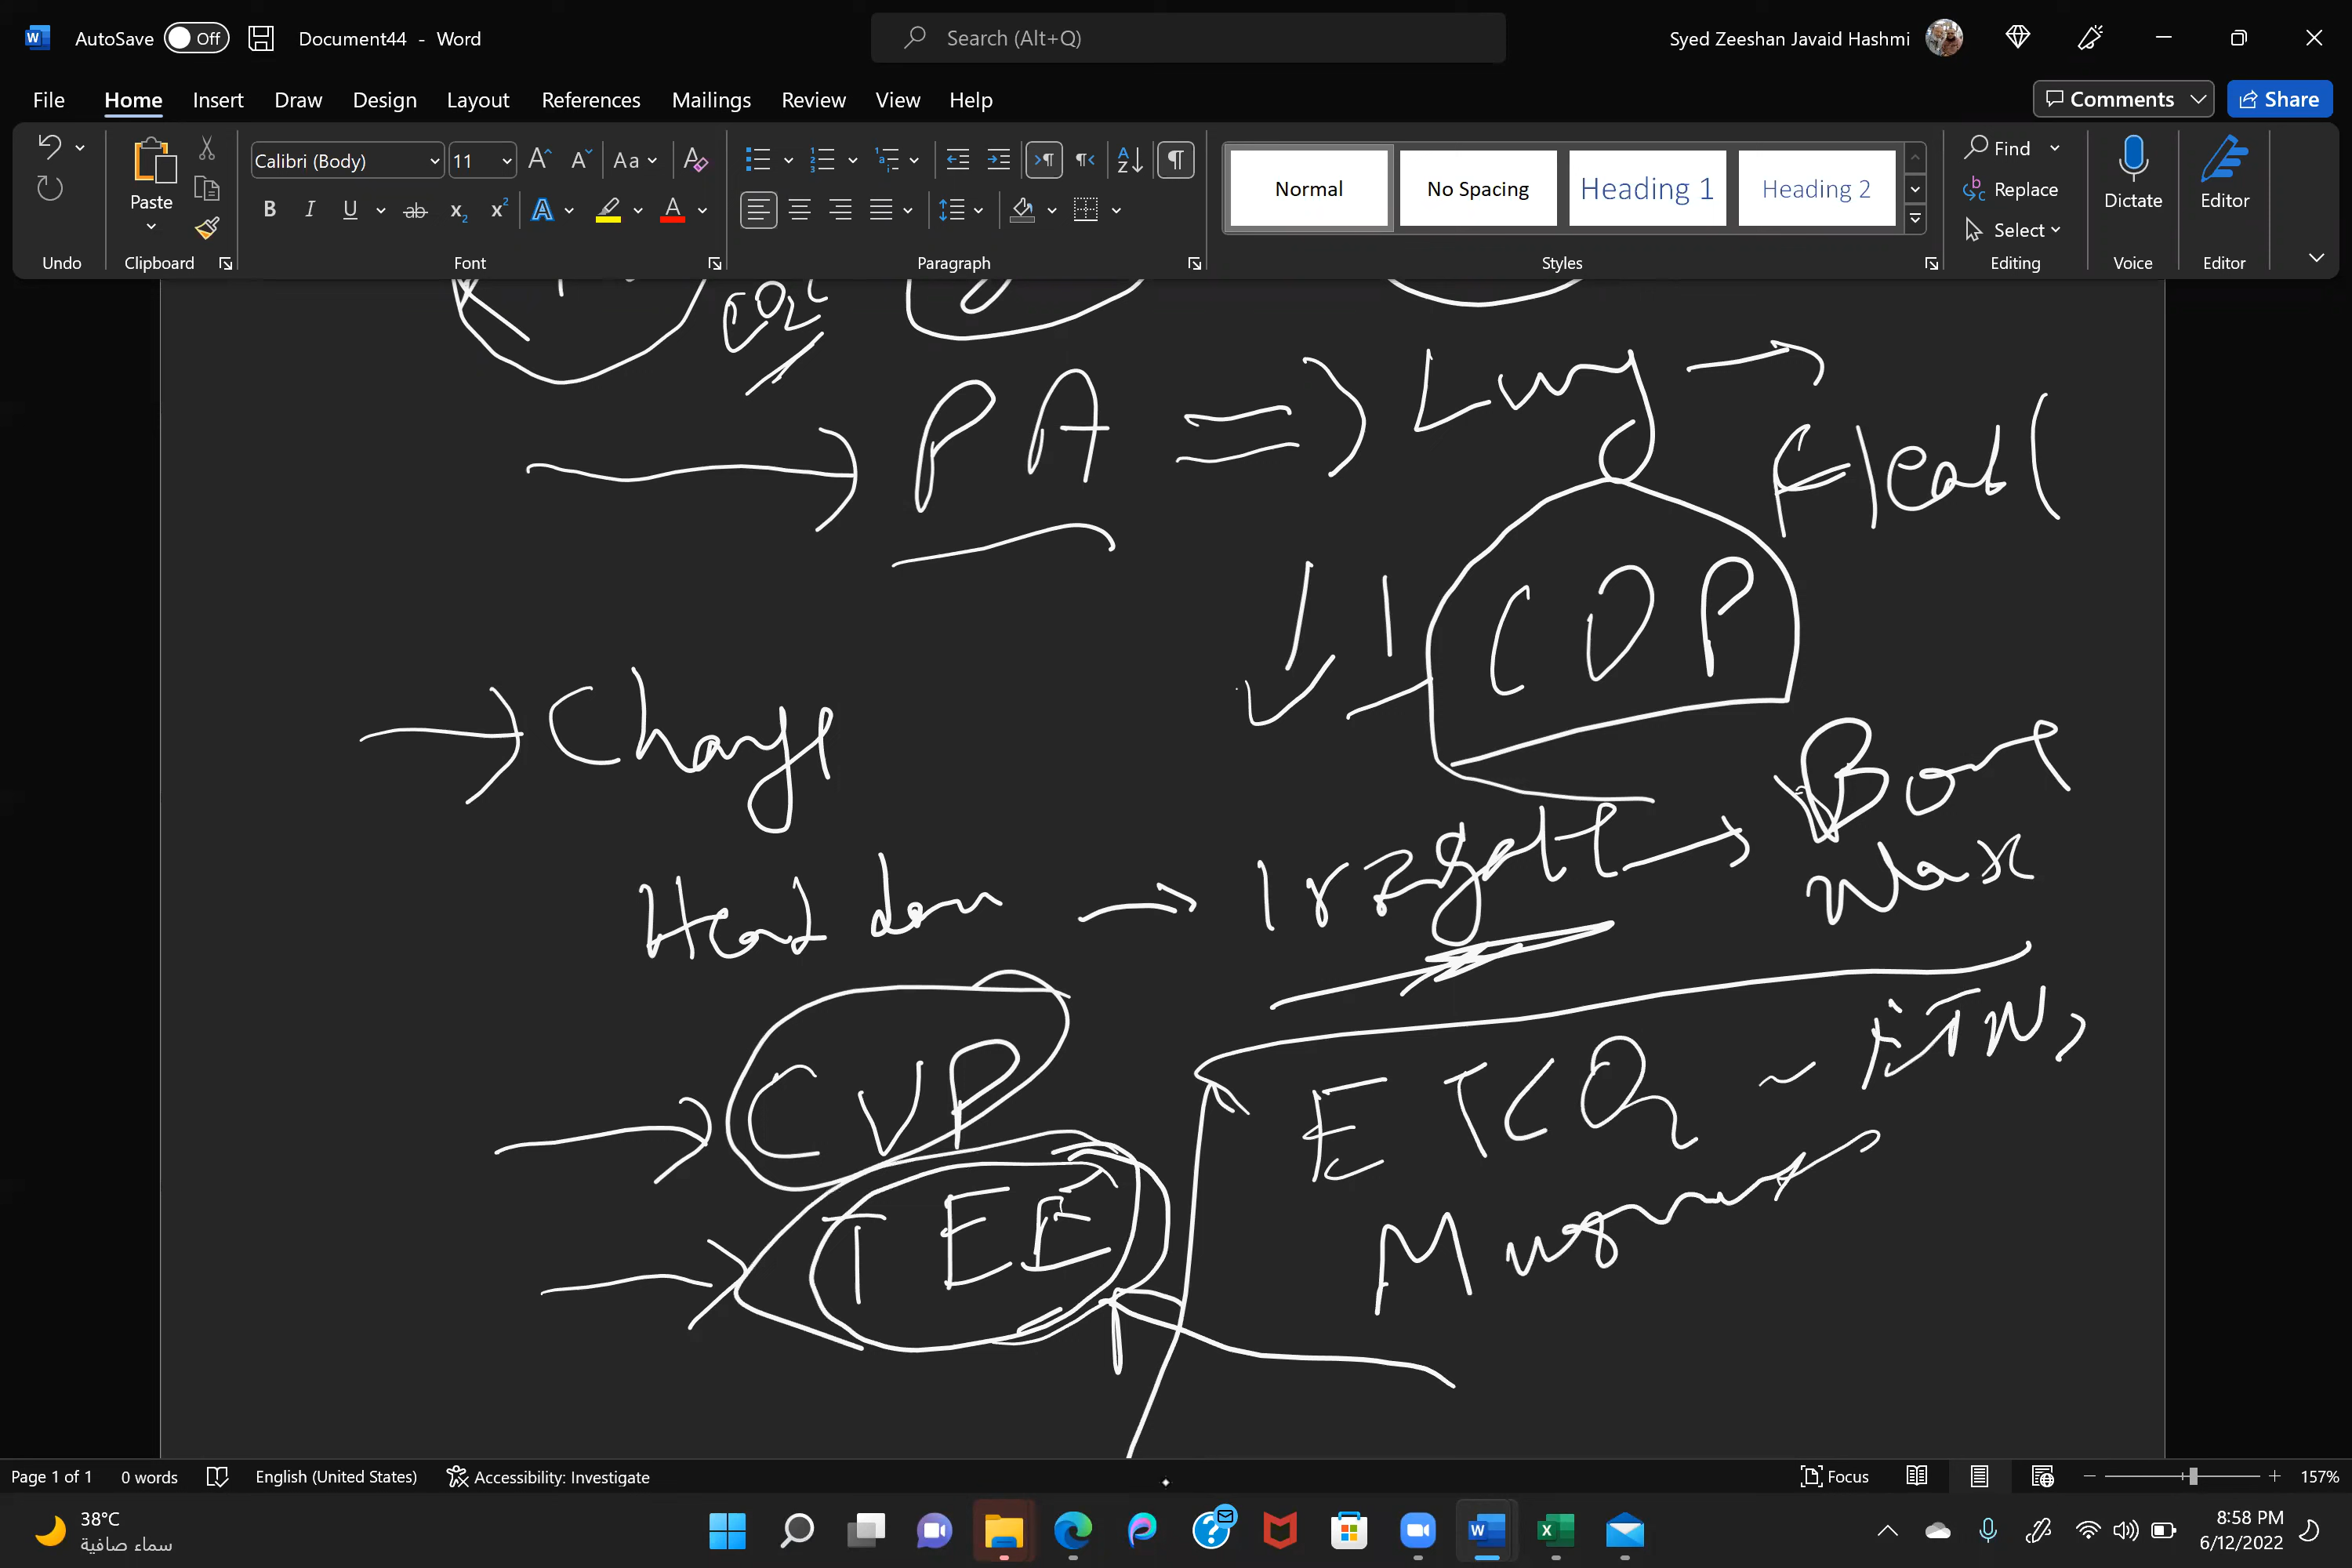 AutoSave Off Document44 - Word Search (Alt+Q) Syed Zeeshan Javaid Hashmi
File Home Insert Draw Design Layout References Mailings Review View Help Comments Share
Calibri (Body) 11 Normal No Spacing Heading 1 Heading 2 Find
Paste Replace Dictate Editor
Select
Undo Clipboard Font Paragraph Styles Editing Voice Editor
PA ⇒ Lung →
COP
→ Change
Head down → Irrigate → Bone
Wax
→ CVP
ETCO2
→ TEE
Page 1 of 1 0 words English (United States) Accessibility: Investigate Focus 157%
38°C
سماء صافية
8:58 PM
6/12/2022